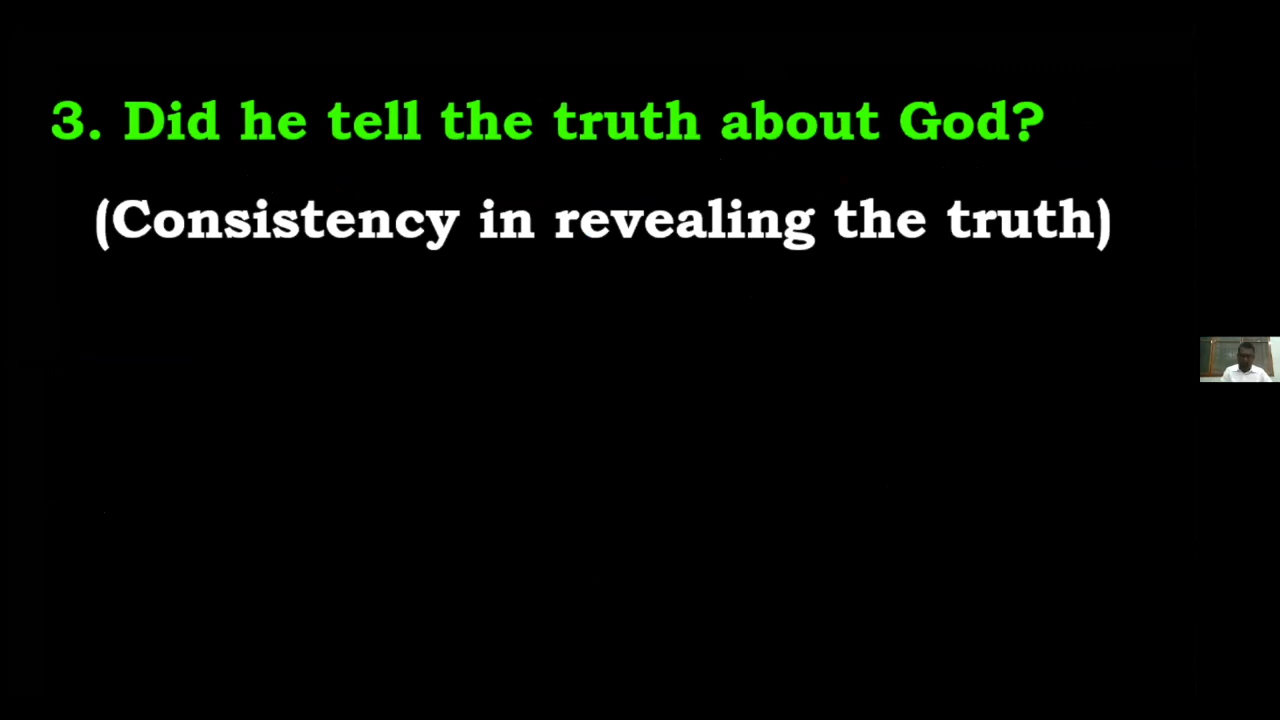 3. Did he tell the truth about God?
(Consistency in revealing the truth)